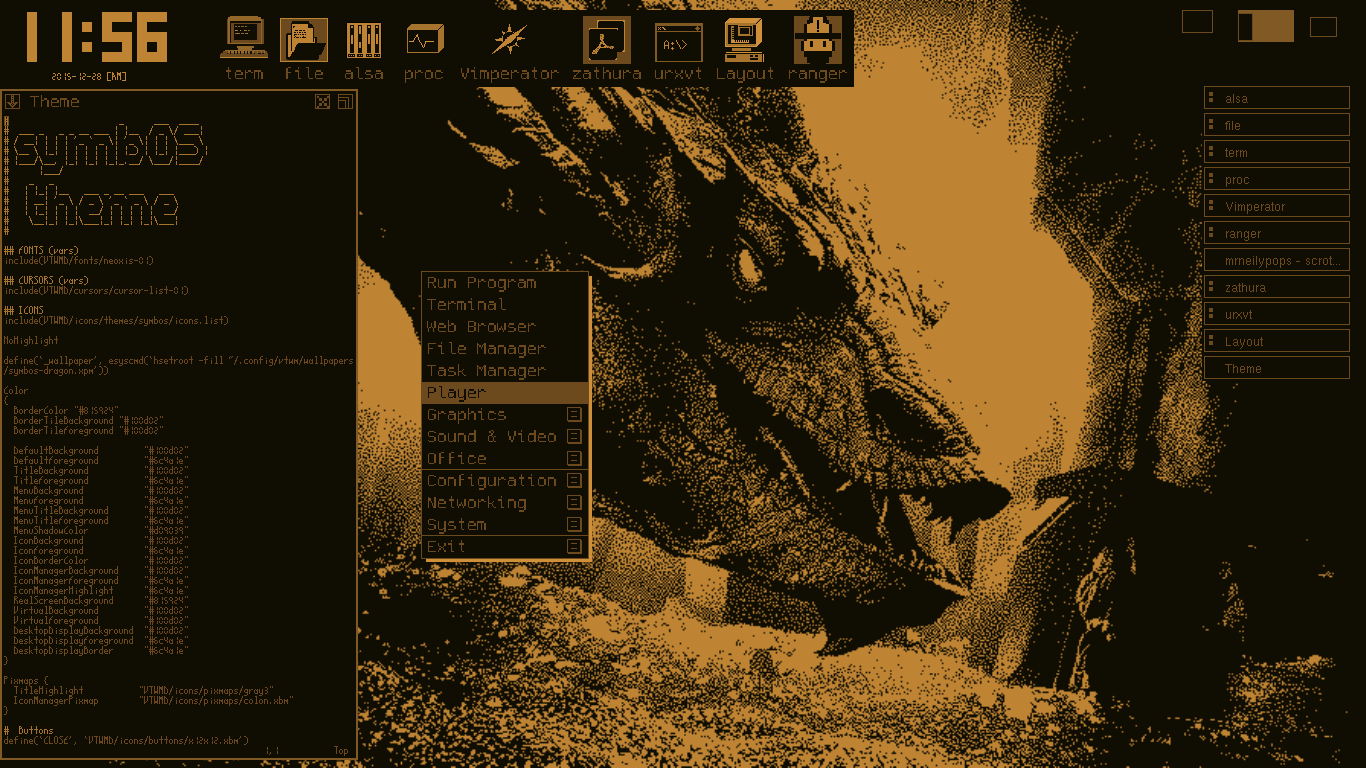 11:56
2015-12-28 [AM]
term
file
alsa
proc
Vimperator
zathura
A:\>
urxvt
Layout
ranger
Theme
symbOS
theme
## FONTS (vars)
include(VTWMD/fonts/neoxis-01)
## CURSORS (vars)
include(VTWMD/cursors/cursor-list-01)
## ICONS
include(VTWMD/icons/themes/symbos/icons.list)
NoHighlight
define(`_wallpaper', esyscmd(`hsetroot -fill "/.config/vtwm/wallpapers
/symbos-dragon.xpm'))
Color
{
BorderColor "#815924"
BorderTileBackground "#100d02"
BorderTileForeground "#100d02"
DefaultBackground "#100d02"
DefaultForeground "#6c4a1e"
TitleBackground "#100d02"
TitleForeground "#6c4a1e"
MenuBackground "#100d02"
MenuForeground "#6c4a1e"
MenuTitleBackground "#100d02"
MenuTitleForeground "#6c4a1e"
MenuShadowColor "#d09039"
IconBackground "#100d02"
IconForeground "#6c4a1e"
IconBorderColor "#100d02"
IconManagerBackground "#100d02"
IconManagerForeground "#6c4a1e"
IconManagerHighlight "#6c4a1e"
RealScreenBackground "#815924"
VirtualBackground "#100d02"
VirtualForeground "#100d02"
DesktopDisplayBackground "#100d02"
DesktopDisplayForeground "#6c4a1e"
DesktopDisplayBorder "#6c4a1e"
}
Pixmaps {
TitleHighlight "VTWMD/icons/pixmaps/gray3"
IconManagerPixmap "VTWMD/icons/pixmaps/colon.xbm"
}
# Buttons
define(`CLOSE', `VTWMD/icons/buttons/x12x12.xbm')
1,1 Top
Run Program
Terminal
Web Browser
File Manager
Task Manager
Player
Graphics
Sound & Video
Office
Configuration
Networking
System
Exit
alsa
file
term
proc
Vimperator
ranger
mrneilypops - scrot...
zathura
urxvt
Layout
Theme